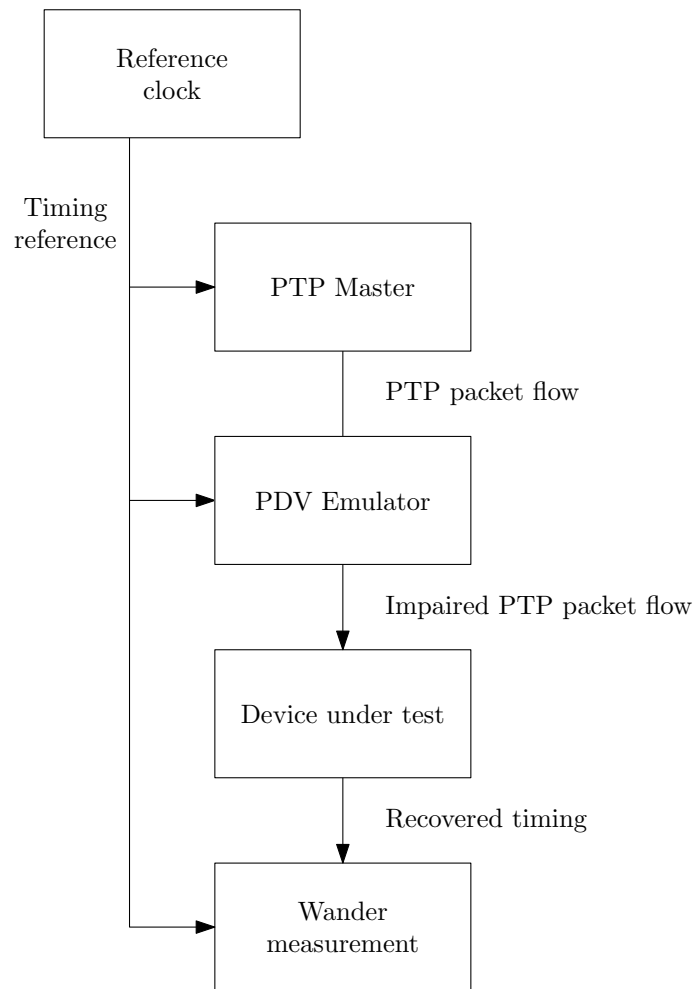 Reference
clock
Timing
reference
PTP Master
PTP packet flow
PDV Emulator
Impaired PTP packet flow
Device under test
Recovered timing
Wander
measurement